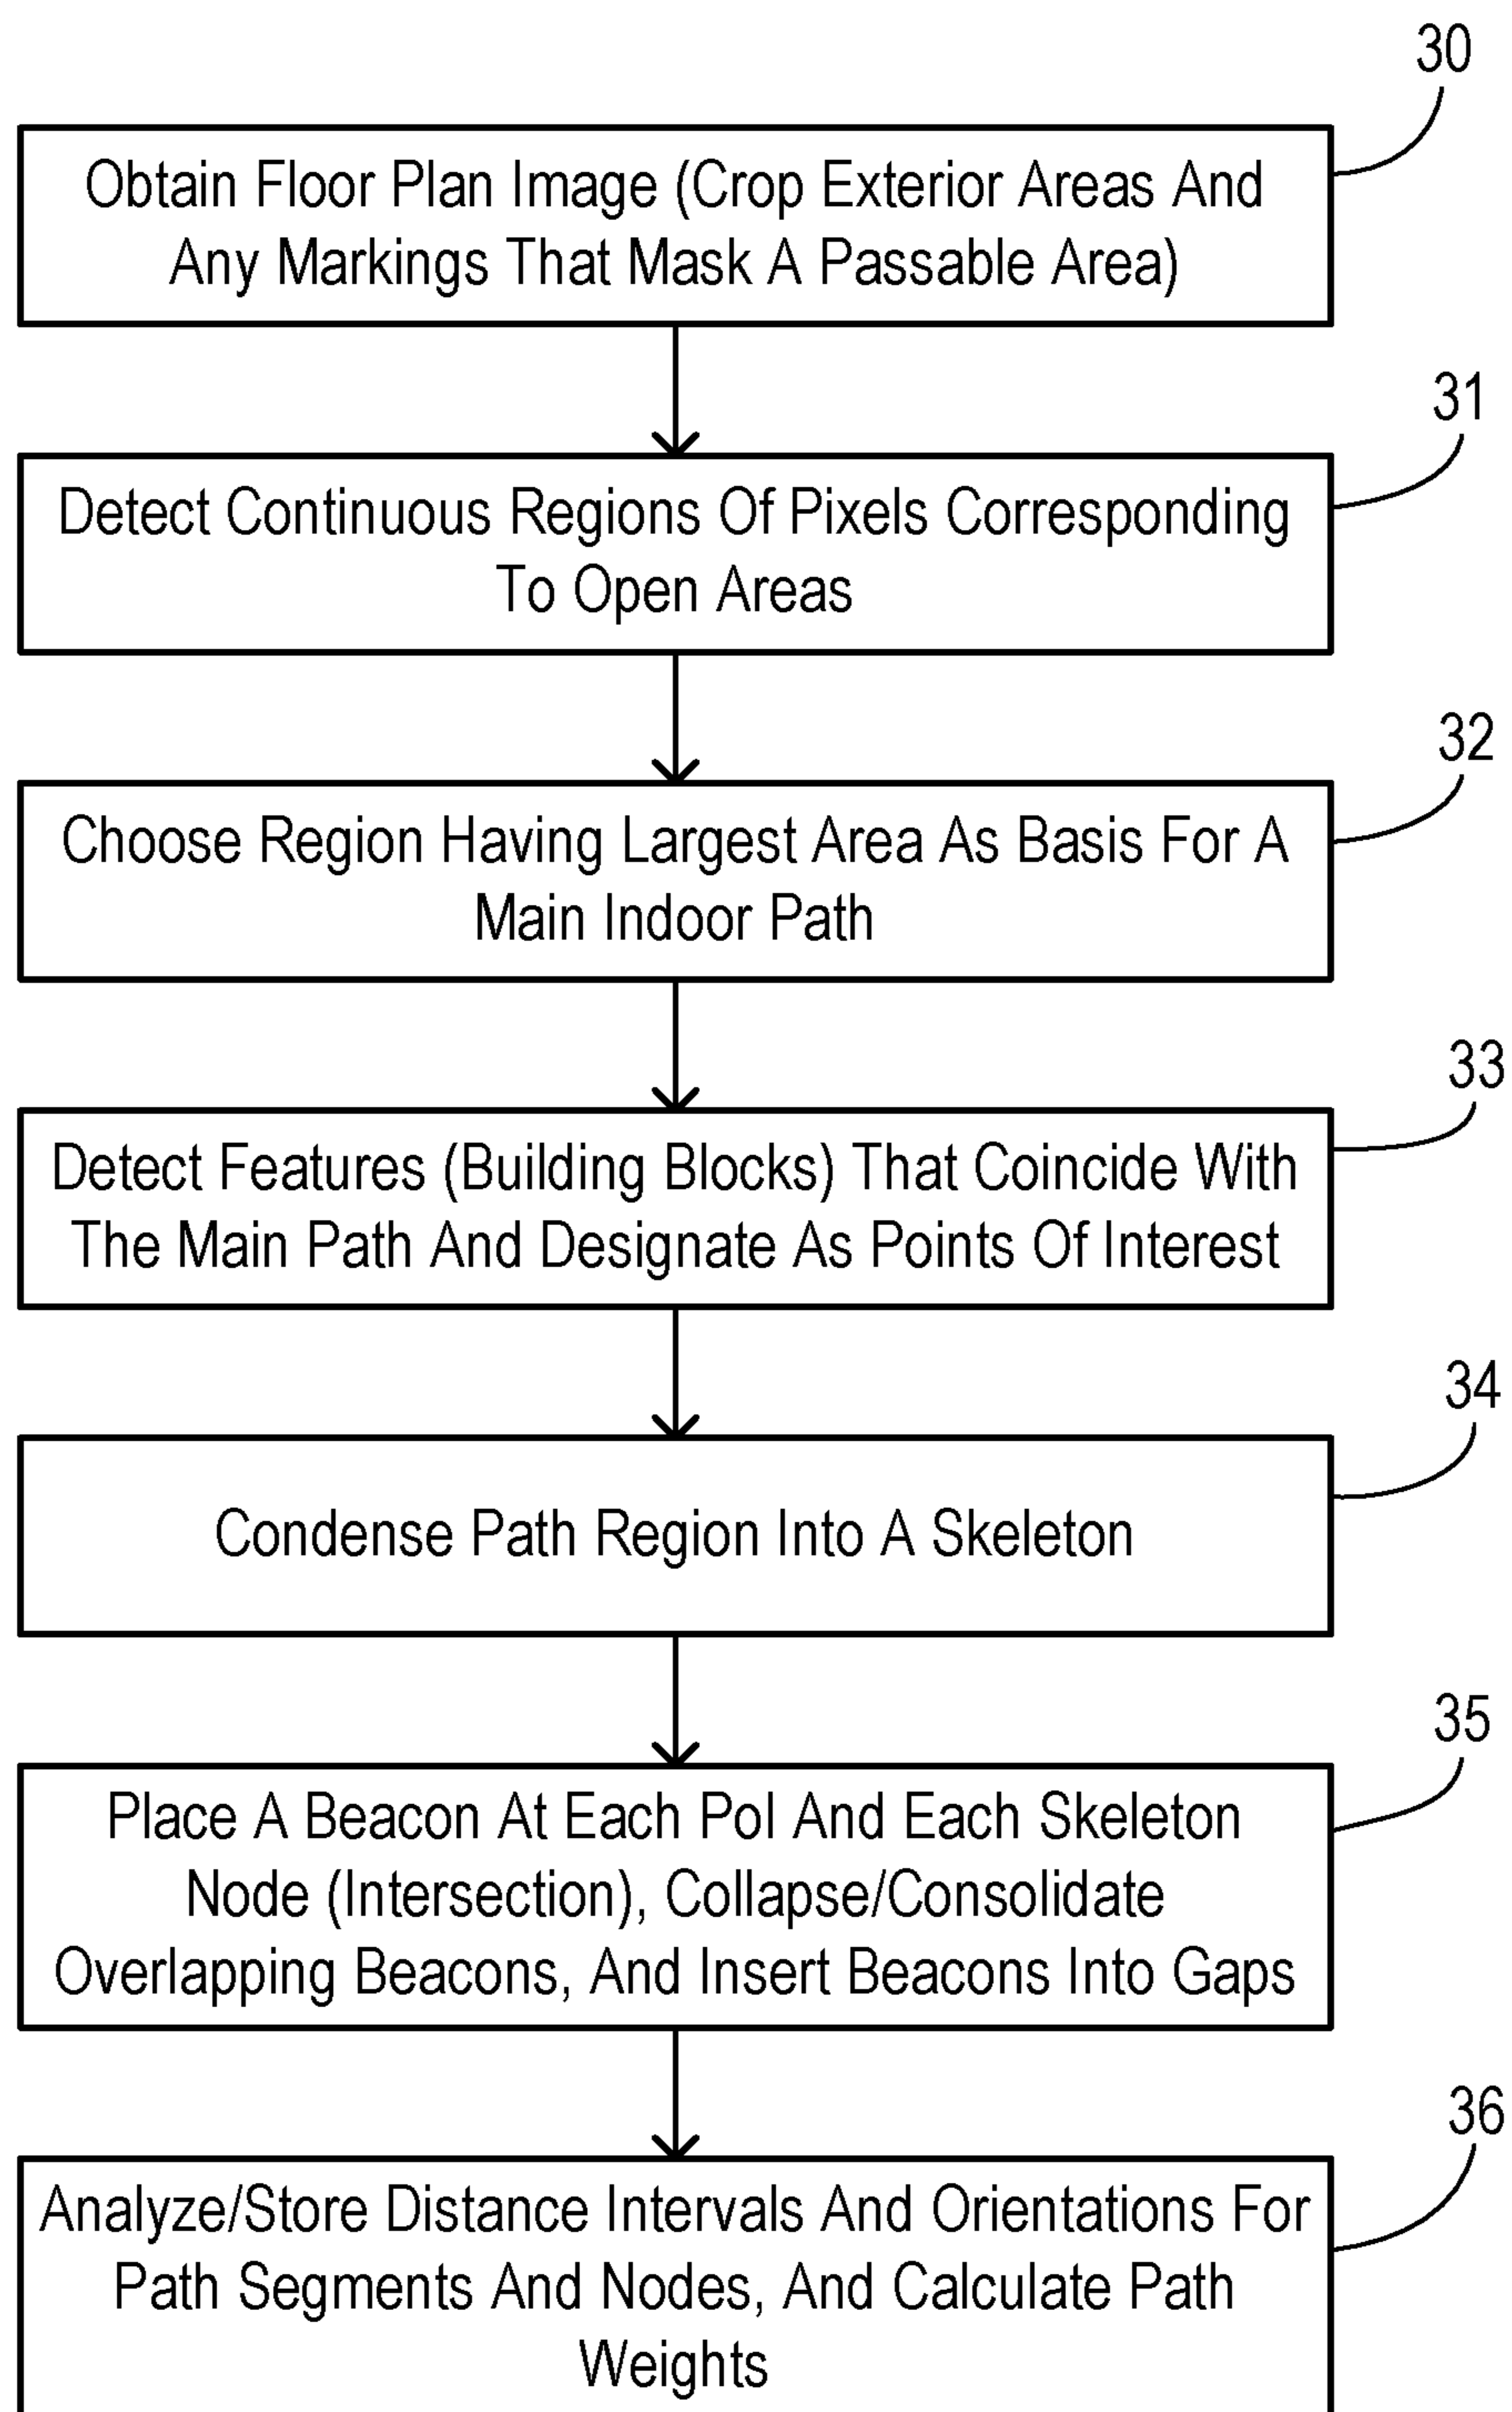 30
Obtain Floor Plan Image (Crop Exterior Areas And
Any Markings That Mask A Passable Area)
31
Detect Continuous Regions Of Pixels Corresponding
To Open Areas
32
Choose Region Having Largest Area As Basis For A
Main Indoor Path
33
Detect Features (Building Blocks) That Coincide With
The Main Path And Designate As Points Of Interest
34
Condense Path Region Into A Skeleton
35
Place A Beacon At Each PoI And Each Skeleton
Node (Intersection), Collapse/Consolidate
Overlapping Beacons, And Insert Beacons Into Gaps
36
Analyze/Store Distance Intervals And Orientations For
Path Segments And Nodes, And Calculate Path
Weights